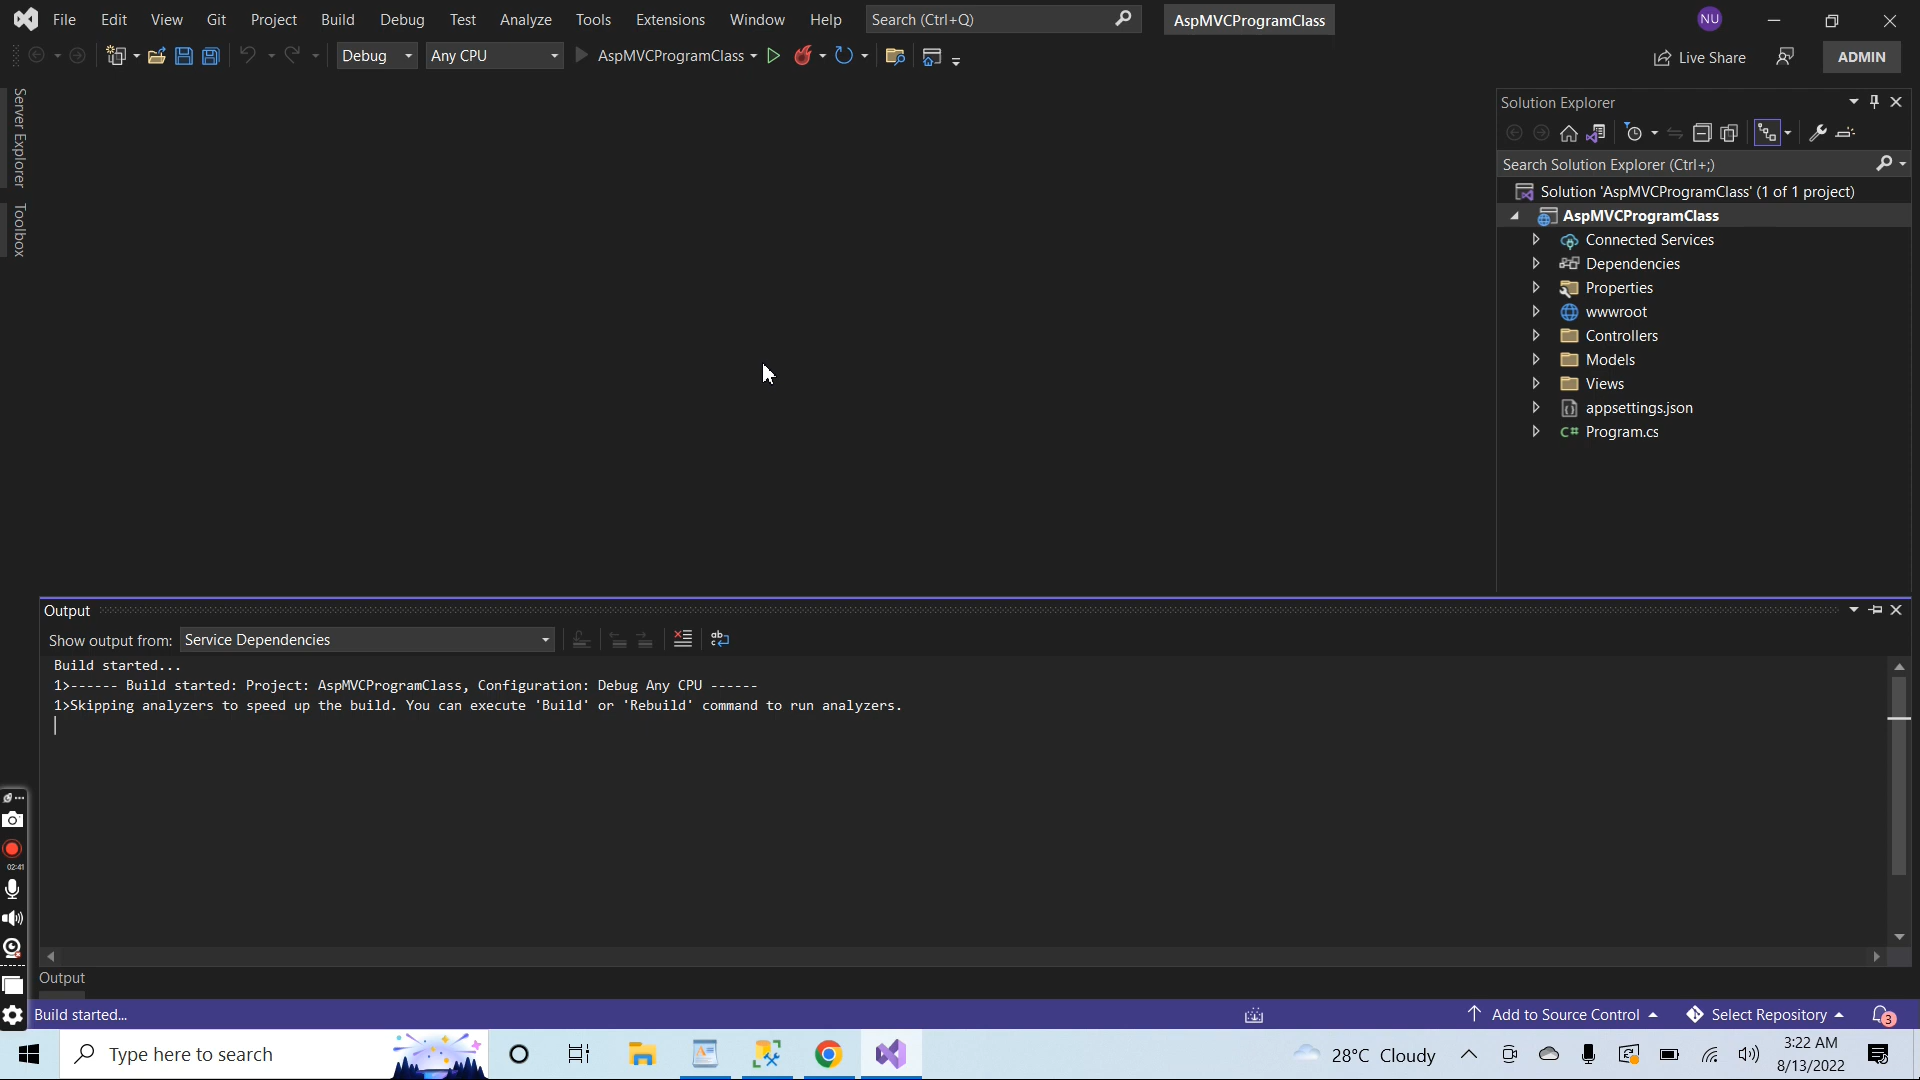 File Edit View Git Project Build Debug Test Analyze Tools Extensions Window Help Search (Ctrl+Q) AspMVCProgramClass NU
Debug Any CPU AspMVCProgramClass Live Share ADMIN
Server Explorer
Toolbox
Solution Explorer
Search Solution Explorer (Ctrl+;)
Solution 'AspMVCProgramClass' (1 of 1 project)
AspMVCProgramClass
Connected Services
Dependencies
Properties
wwwroot
Controllers
Models
Views
appsettings.json
C# Program.cs
Output
Show output from: Service Dependencies
Build started...
1>------ Build started: Project: AspMVCProgramClass, Configuration: Debug Any CPU ------
1>Skipping analyzers to speed up the build. You can execute 'Build' or 'Rebuild' command to run analyzers.
02:41
Output
Build started... Add to Source Control Select Repository 3
Type here to search 28°C Cloudy 3:22 AM
8/13/2022